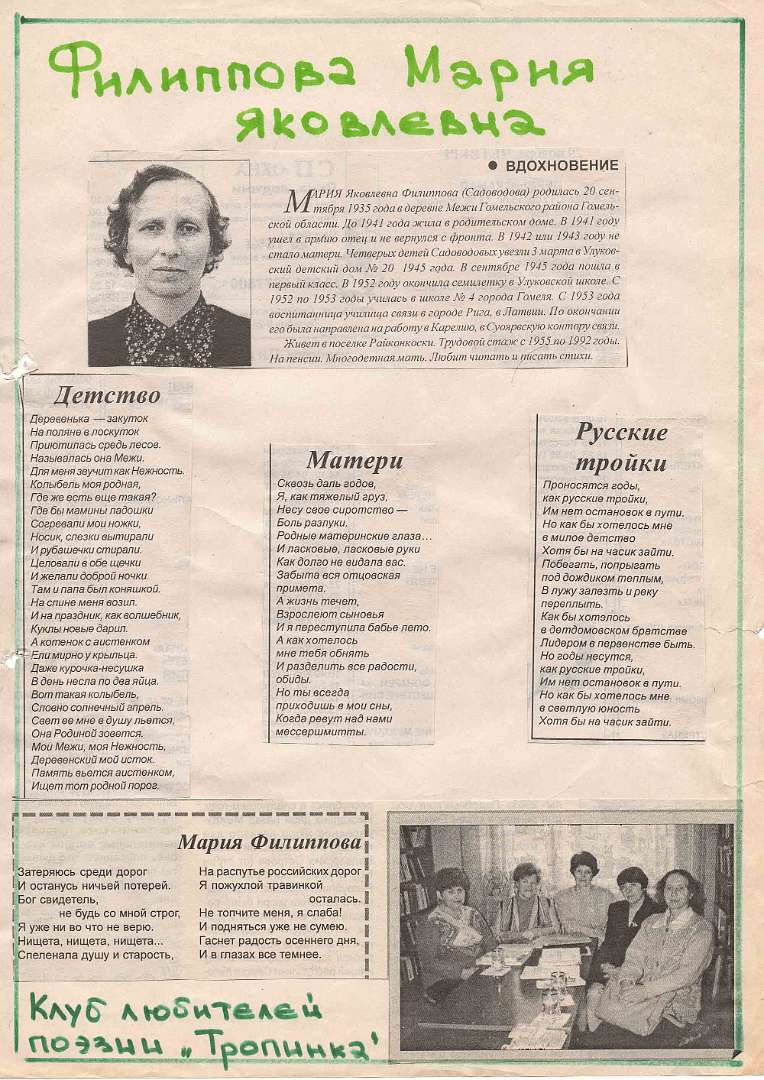 Филиппова Мария
Яковлевна
• ВДОХНОВЕНИЕ
МАРИЯ Яковлевна Филиппова (Садоводова) родилась 20 сен-
тября 1935 года в деревне Межи Гомельского района Гомель-
ской области. До 1941 года жила в родительском доме. В 1941 году
ушел в армию отец и не вернулся с фронта. В 1942 или 1943 году не
стало матери. Четверых детей Садоводовых увезли 3 марта в Улуков-
ский детский дом № 20 1945 года. В сентябре 1945 года пошла в
первый класс. В 1952 году окончила семилетку в Улуковской школе. С
1952 по 1953 годы училась в школе № 4 города Гомеля. С 1953 года
воспитанница училища связи в городе Рига, в Латвии. По окончании
его была направлена на работу в Карелию, в Суоярвскую контору связи.
Живет в поселке Райконкоски. Трудовой стаж с 1955 по 1992 годы.
На пенсии. Многодетная мать. Любит читать и писать стихи.
Детство
Деревенька — закуток
На поляне в лоскуток
Приютилась средь лесов.
Называлась она Межи.
Для меня звучит как Нежность.
Колыбель моя родная,
Где же есть еще такая?
Где бы мамины ладошки
Согревали мои ножки,
Носик, слезки вытирали
И рубашечки стирали.
Целовали в обе щечки
И желали доброй ночки.
Там и папа был коняшкой.
На спине меня возил.
И на праздник, как волшебник,
Куклы новые дарил.
А котенок с аистенком
Ели мирно у крыльца.
Даже курочка-несушка
В день несла по два яйца.
Вот такая колыбель,
Словно солнечный апрель.
Свет ее мне в душу льется.
Она Родиной зовется.
Мой Межи, моя Нежность,
Деревенский мой исток.
Память вьется аистенком,
Ищет тот родной порог.
Матери
Сквозь даль годов,
Я, как тяжелый груз,
Несу свое сиротство —
Боль разлуки.
Родные материнские глаза...
И ласковые, ласковые руки
Как долго не видала вас.
Забыта вся отцовская
примета.
А жизнь течет,
Взрослеют сыновья
И я переступила бабье лето.
А как хотелось
мне тебя обнять
И разделить все радости,
обиды.
Но ты всегда
приходишь в мои сны,
Когда ревут над нами
мессершмитты.
Русские
тройки
Проносятся годы,
как русские тройки,
Им нет остановок в пути.
Но как бы хотелось мне
в милое детство
Хотя бы на часик зайти.
Побегать, попрыгать
под дождиком теплым,
В лужу залезть и реку
переплыть.
Как бы хотелось
в детдомовском братстве
Лидером в первенстве быть.
Но годы несутся,
как русские тройки,
Им нет остановок в пути.
Но как бы хотелось мне
в светлую юность
Хотя бы на часик зайти.
Мария Филиппова
Затеряюсь среди дорог
И останусь ничьей потерей.
Бог свидетель,
не будь со мной строг,
Я уже ни во что не верю.
Нищета, нищета, нищета...
Спеленала душу и старость,
На распутье российских дорог
Я пожухлой травинкой
осталась.
Не топчите меня, я слаба!
И подняться уже не сумею.
Гаснет радость осеннего дня,
И в глазах все темнее.
Клуб любителей
поэзии „Тропинка"